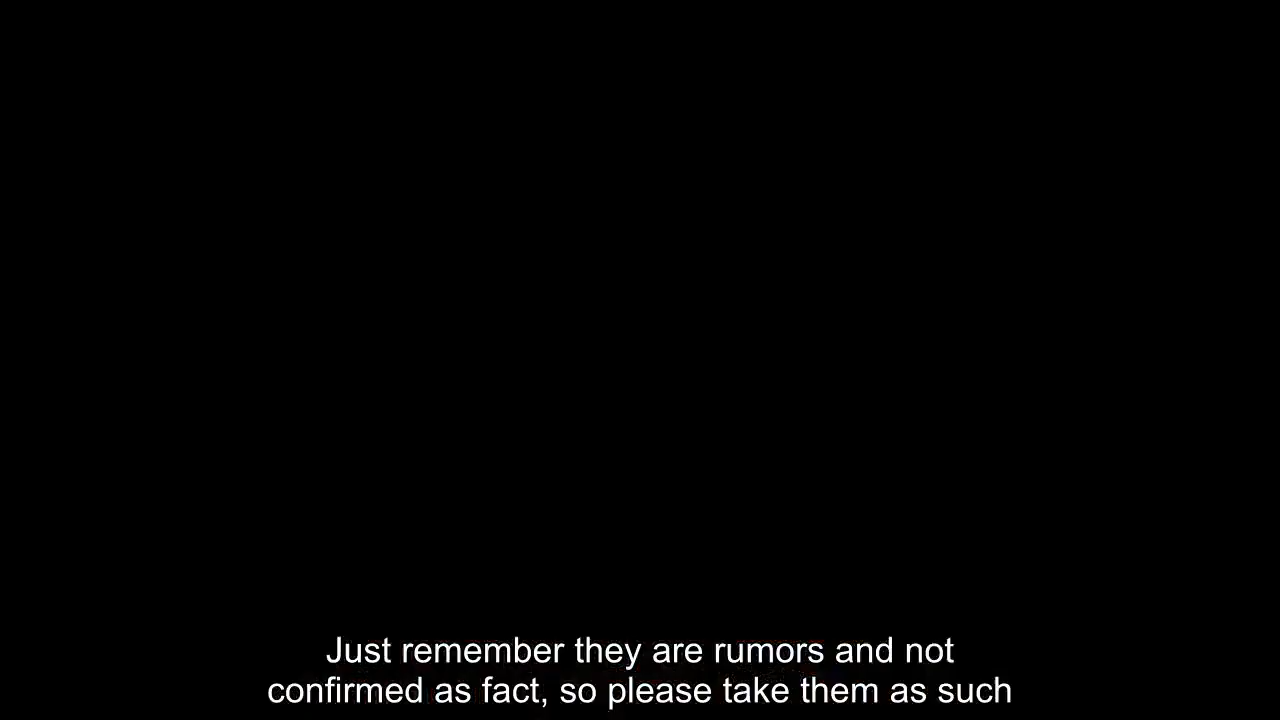 Just remember they are rumors and not
confirmed as fact, so please take them as such